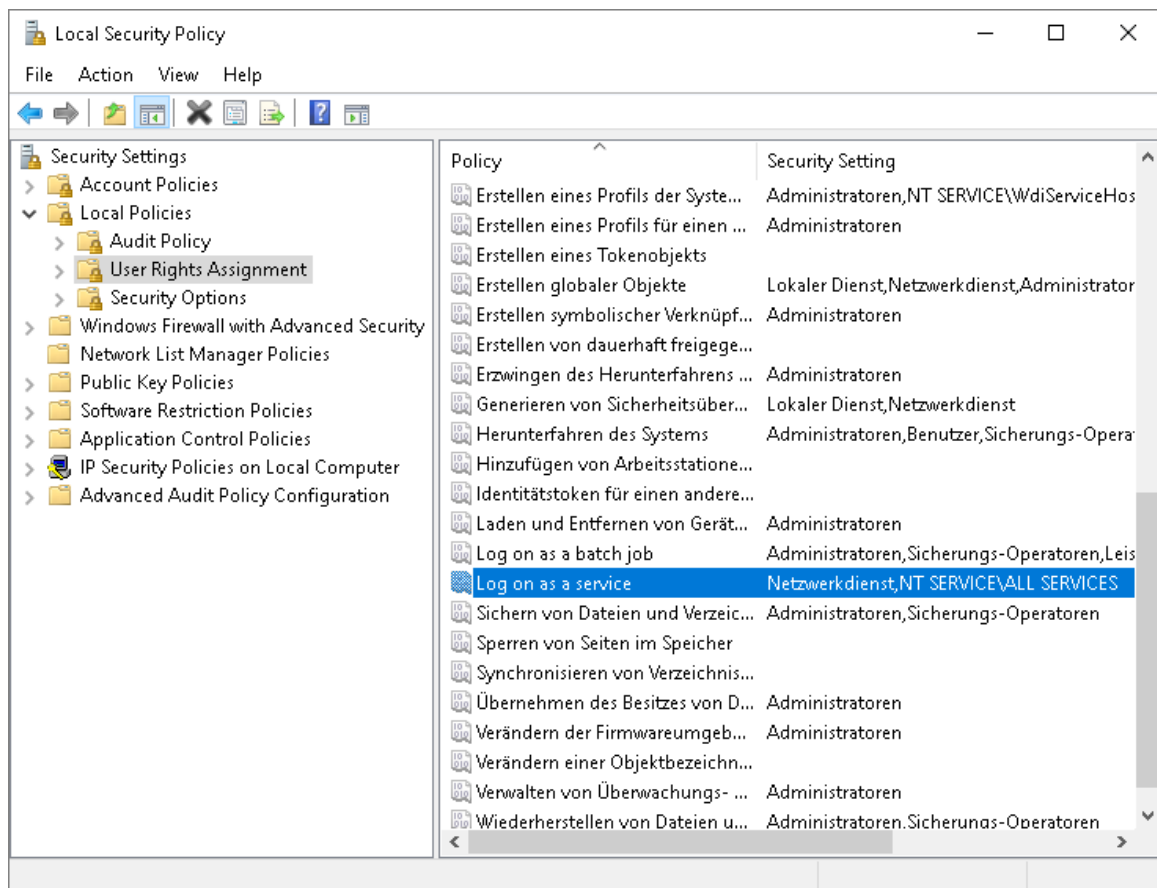 Local Security Policy
File Action View Help
Security Settings
Account Policies
Local Policies
Audit Policy
User Rights Assignment
Security Options
Windows Firewall with Advanced Security
Network List Manager Policies
Public Key Policies
Software Restriction Policies
Application Control Policies
IP Security Policies on Local Computer
Advanced Audit Policy Configuration
Policy Security Setting
Erstellen eines Profils der Syste... Administratoren,NT SERVICE\WdiServiceHos
Erstellen eines Profils für einen ... Administratoren
Erstellen eines Tokenobjekts
Erstellen globaler Objekte Lokaler Dienst,Netzwerkdienst,Administrator
Erstellen symbolischer Verknüpf... Administratoren
Erstellen von dauerhaft freigege...
Erzwingen des Herunterfahrens ... Administratoren
Generieren von Sicherheitsüber... Lokaler Dienst,Netzwerkdienst
Herunterfahren des Systems Administratoren,Benutzer,Sicherungs-Opera
Hinzufügen von Arbeitsstatione...
Identitätstoken für einen andere...
Laden und Entfernen von Gerät... Administratoren
Log on as a batch job Administratoren,Sicherungs-Operatoren,Leis
Log on as a service Netzwerkdienst,NT SERVICE\ALL SERVICES
Sichern von Dateien und Verzeic... Administratoren,Sicherungs-Operatoren
Sperren von Seiten im Speicher
Synchronisieren von Verzeichnis...
Übernehmen des Besitzes von D... Administratoren
Verändern der Firmwareumgeb... Administratoren
Verändern einer Objektbezeichn...
Verwalten von Überwachungs- ... Administratoren
Wiederherstellen von Dateien u... Administratoren,Sicherungs-Operatoren